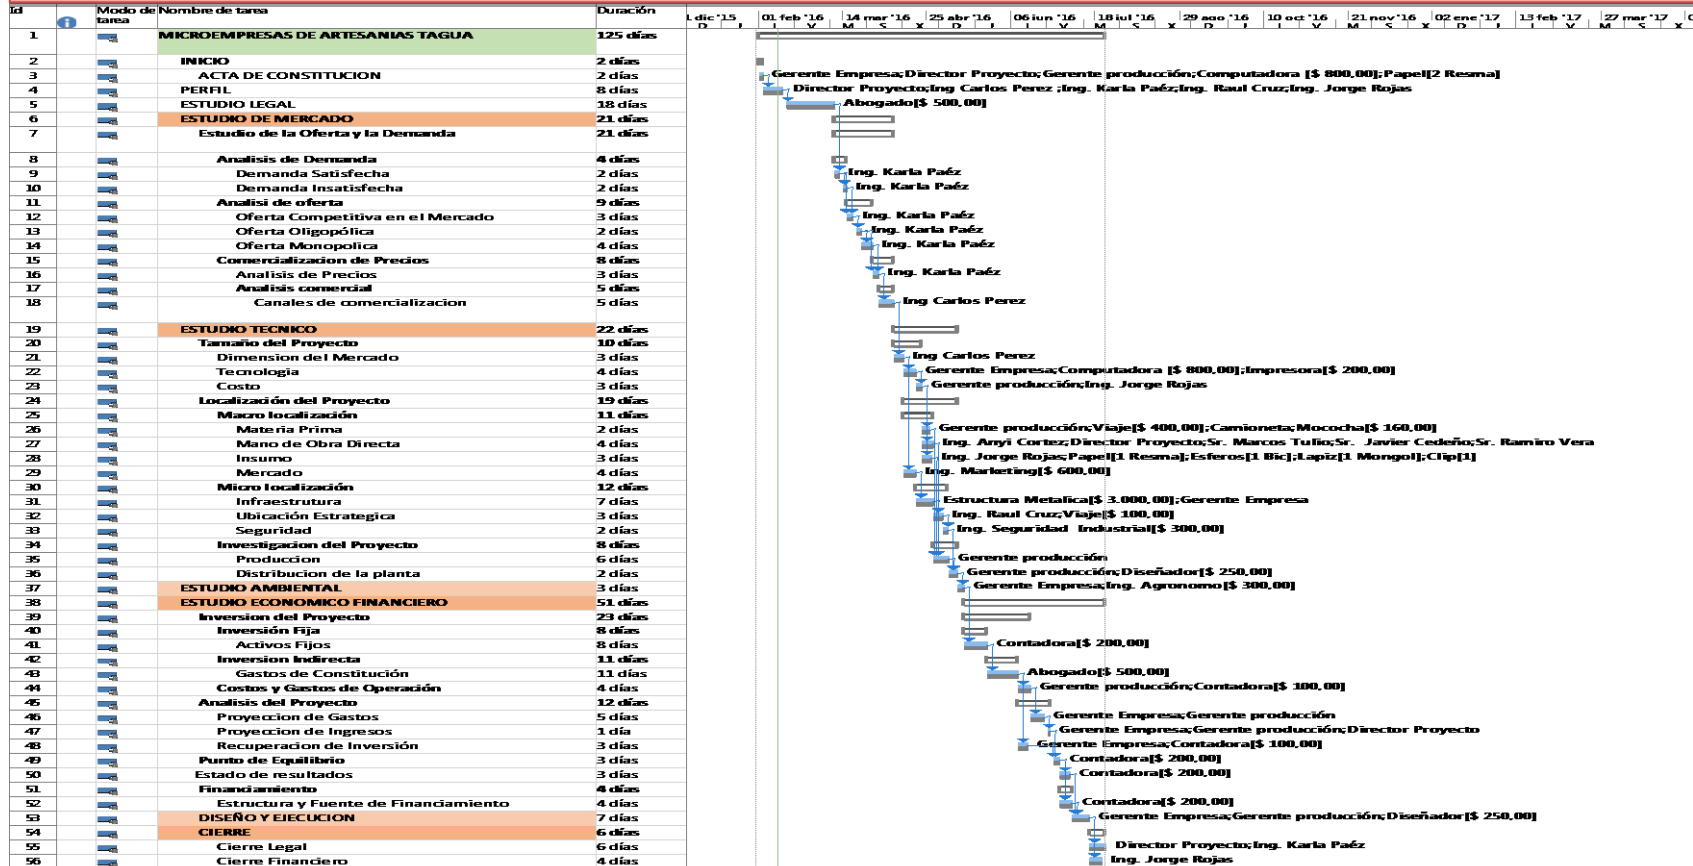 Id Modo de tarea Nombre de tarea Duración
1 dic '15 01 feb '16 14 mar '16 25 abr '16 06 jun '16 18 jul '16 29 ago '16 10 oct '16 21 nov '16 02 ene '17 13 feb '17 27 mar '17
1 MICROEMPRESAS DE ARTESANIAS TAGUA 125 días
2 INICIO 2 días
3 ACTA DE CONSTITUCION 2 días Gerente Empresa;Director Proyecto;Gerente producción;Computadora [$ 800,00];Papel[2 Resma]
4 PERFIL 8 días Director Proyecto;Ing Carlos Perez ;Ing. Karla Paéz;Ing. Raul Cruz;Ing. Jorge Rojas
5 ESTUDIO LEGAL 18 días Abogado[$ 500,00]
6 ESTUDIO DE MERCADO 21 días
7 Estudio de la Oferta y la Demanda 21 días
8 Analisis de Demanda 4 días
9 Demanda Satisfecha 2 días Ing. Karla Paéz
10 Demanda Insatisfecha 2 días Ing. Karla Paéz
11 Analisi de oferta 9 días
12 Oferta Competitiva en el Mercado 3 días Ing. Karla Paéz
13 Oferta Oligopólica 2 días Ing. Karla Paéz
14 Oferta Monopolica 4 días Ing. Karla Paéz
15 Comercializacion de Precios 8 días
16 Analisis de Precios 3 días Ing. Karla Paéz
17 Analisis comercial 5 días
18 Canales de comercializacion 5 días Ing Carlos Perez
19 ESTUDIO TECNICO 22 días
20 Tamaño del Proyecto 10 días
21 Dimension del Mercado 3 días Ing Carlos Perez
22 Tecnologia 4 días Gerente Empresa;Computadora [$ 800,00];Impresora[$ 200,00]
23 Costo 3 días Gerente producción;Ing. Jorge Rojas
24 Localización del Proyecto 19 días
25 Macro localización 11 días
26 Materia Prima 2 días Gerente producción;Viaje[$ 400,00];Camioneta;Mococha[$ 160,00]
27 Mano de Obra Directa 4 días Ing. Anyi Cortez;Director Proyecto;Sr. Marcos Tulio;Sr. Javier Cedeño;Sr. Ramiro Vera
28 Insumo 3 días Ing. Jorge Rojas;Papel[1 Resma];Esferos[1 Bic];Lapiz[1 Mongol];Clip[1]
29 Mercado 4 días Ing. Marketing[$ 600,00]
30 Micro localización 12 días
31 Infraestrutura 7 días Estructura Metalica[$ 3.000,00];Gerente Empresa
32 Ubicación Estrategica 3 días Ing. Raul Cruz;Viaje[$ 100,00]
33 Seguridad 2 días Ing. Seguridad Industrial[$ 300,00]
34 Investigacion del Proyecto 8 días
35 Produccion 6 días Gerente producción
36 Distribucion de la planta 2 días Gerente producción;Diseñador[$ 250,00]
37 ESTUDIO AMBIENTAL 3 días Gerente Empresa;Ing. Agronomo[$ 300,00]
38 ESTUDIO ECONOMICO FINANCIERO 51 días
39 Inversion del Proyecto 23 días
40 Inversión Fija 8 días
41 Activos Fijos 8 días Contadora[$ 200,00]
42 Inversion Indirecta 11 días
43 Gastos de Constitución 11 días Abogado[$ 500,00]
44 Costos y Gastos de Operación 4 días Gerente producción;Contadora[$ 100,00]
45 Analisis del Proyecto 12 días
46 Proyeccion de Gastos 5 días Gerente Empresa;Gerente producción
47 Proyeccion de Ingresos 1 día Gerente Empresa;Gerente producción;Director Proyecto
48 Recuperacion de Inversión 3 días Gerente Empresa;Contadora[$ 100,00]
49 Punto de Equilibrio 3 días Contadora[$ 200,00]
50 Estado de resultados 3 días Contadora[$ 200,00]
51 Financiamiento 4 días
52 Estructura y Fuente de Financiamiento 4 días Contadora[$ 200,00]
53 DISEÑO Y EJECUCION 7 días Gerente Empresa;Gerente producción;Diseñador[$ 250,00]
54 CIERRE 6 días
55 Cierre Legal 6 días Director Proyecto;Ing. Karla Paéz
56 Cierre Financiero 4 días Ing. Jorge Rojas